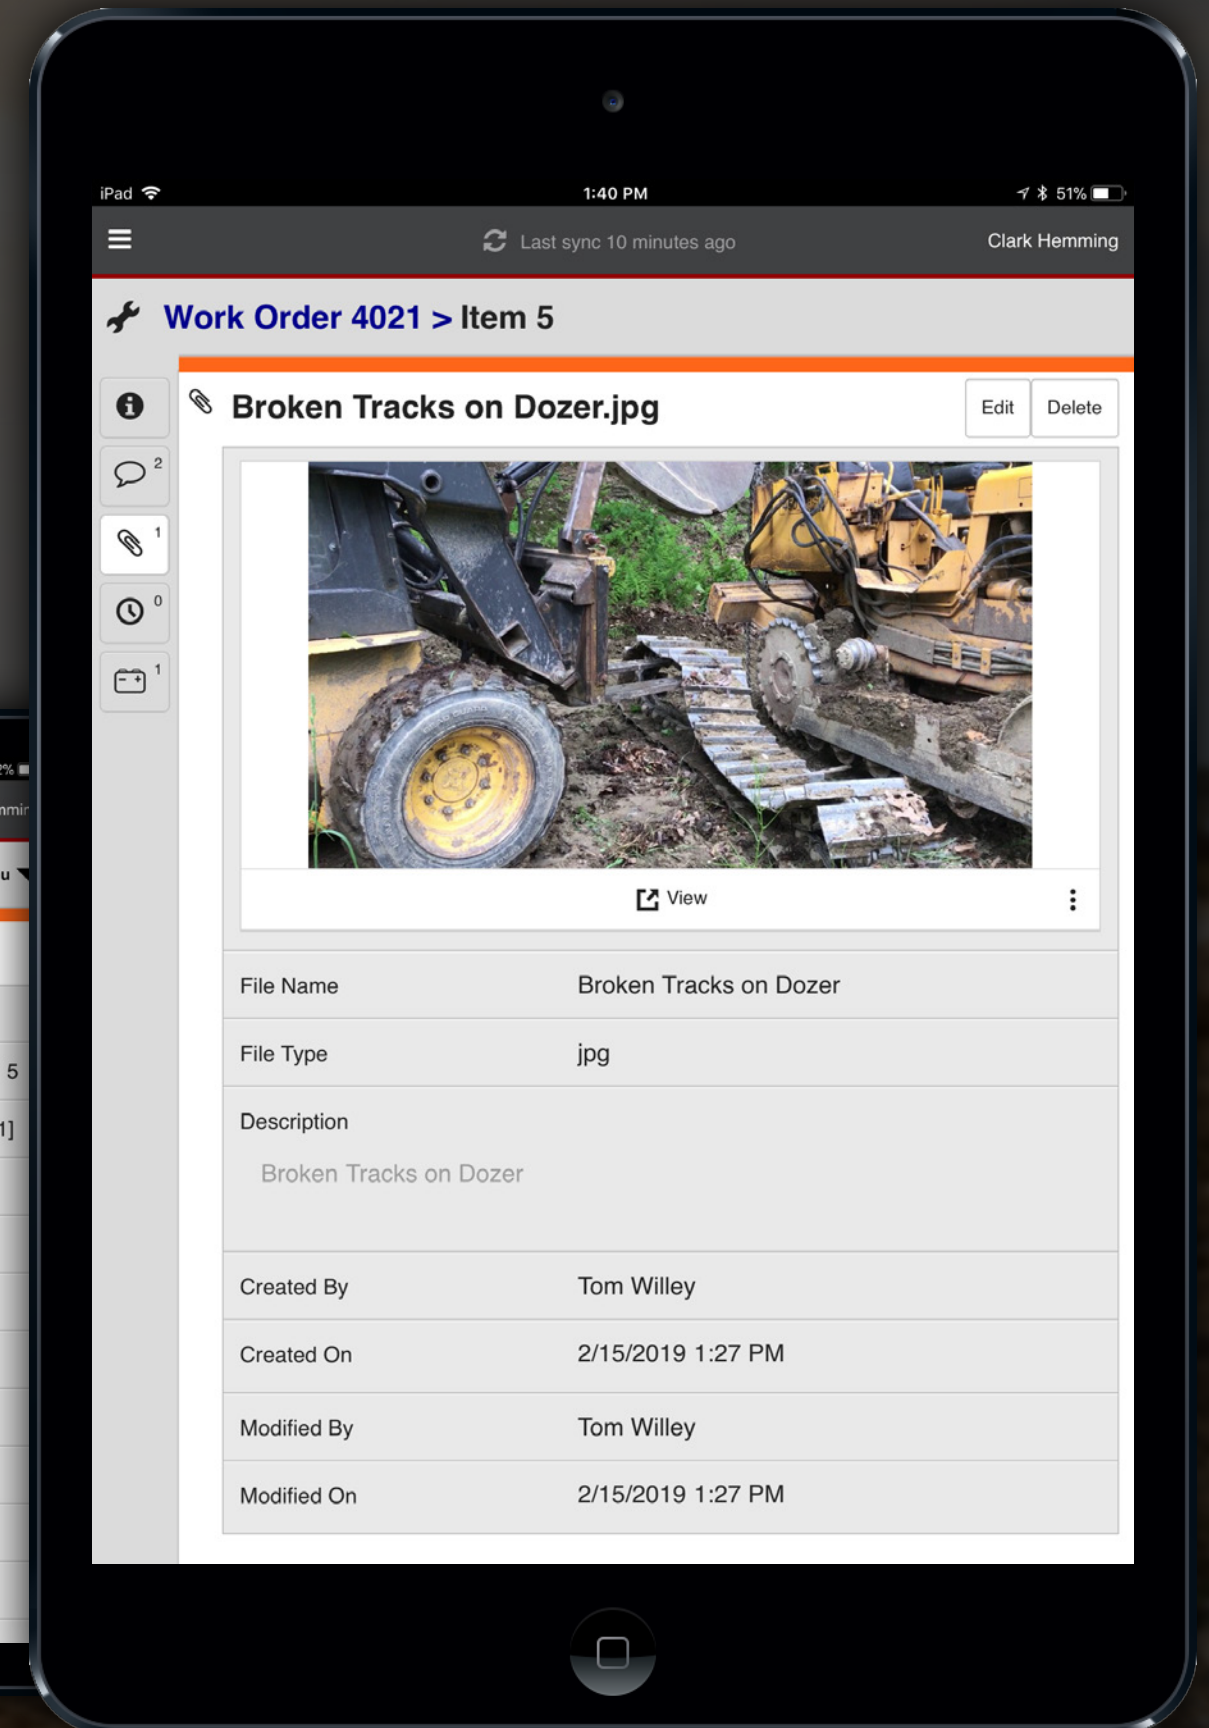 iPad 1:40 PM 51%
Last sync 10 minutes ago Clark Hemming
Work Order 4021 > Item 5
Broken Tracks on Dozer.jpg Edit Delete
2
1
0
1
View
File Name Broken Tracks on Dozer
File Type jpg
Description
Broken Tracks on Dozer
Created By Tom Willey
Created On 2/15/2019 1:27 PM
Modified By Tom Willey
Modified On 2/15/2019 1:27 PM
5
1]